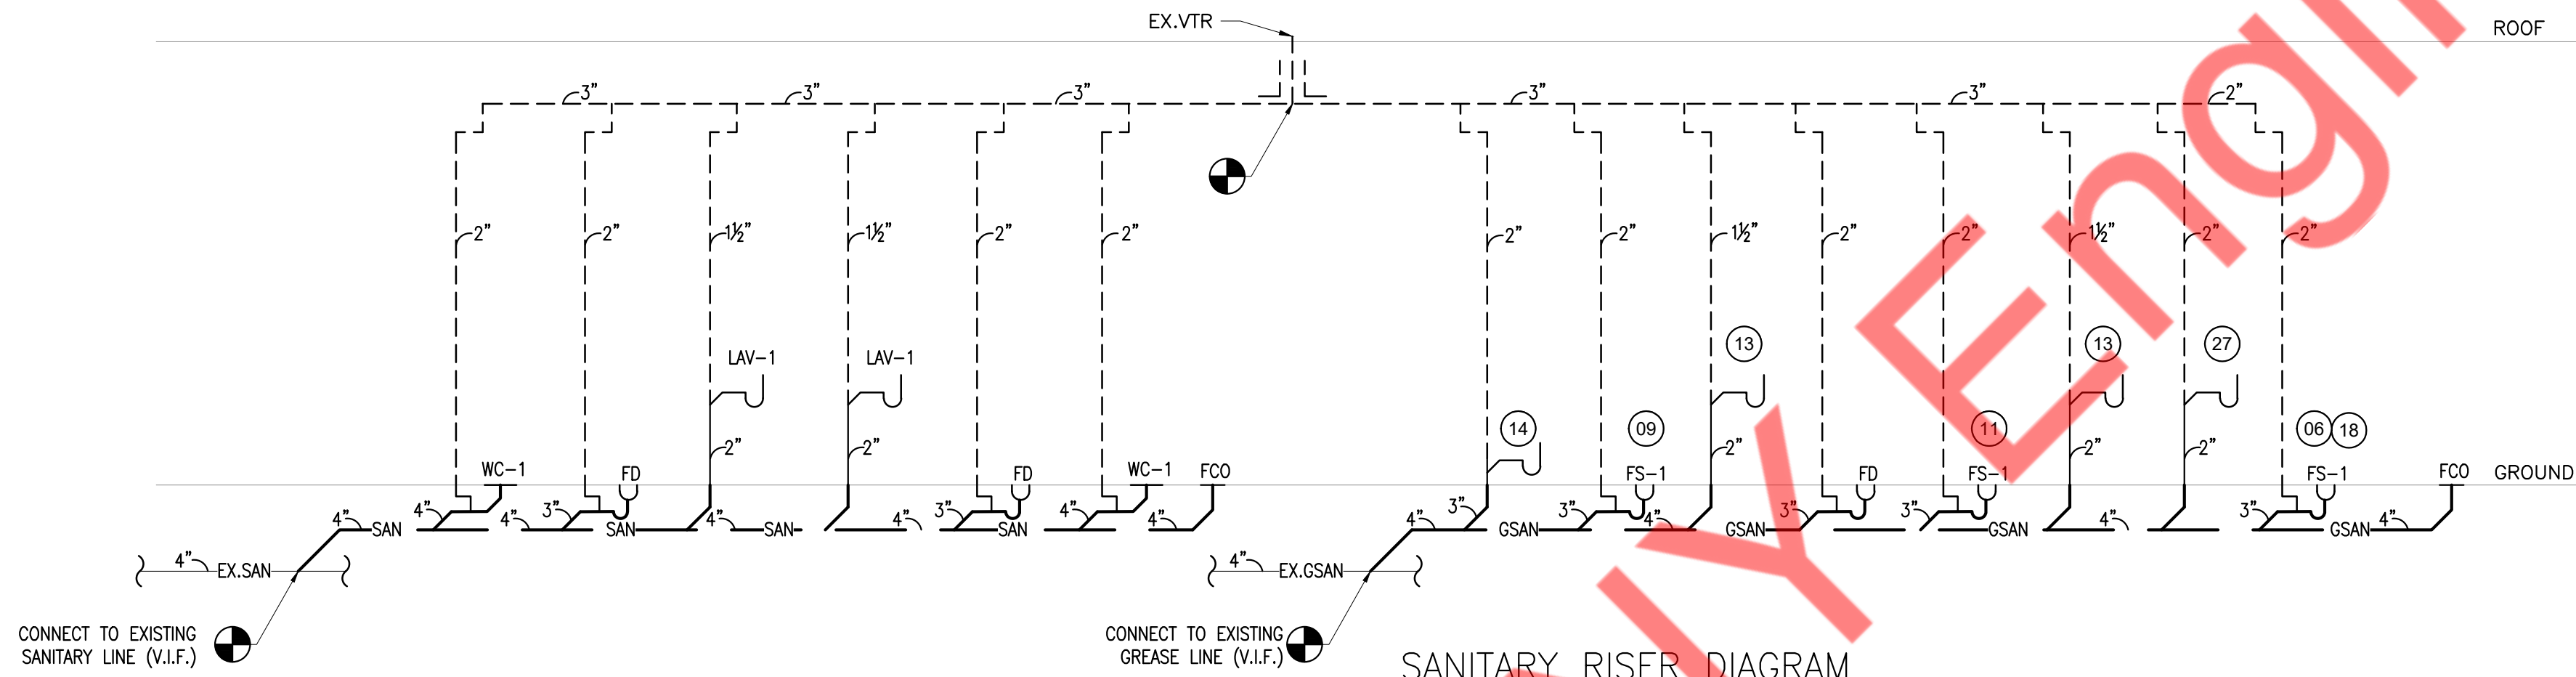 EX.VTR
ROOF
3” 3” 3” 3” 3” 2”
2” 2” 1½” 1½” 2” 2” 2” 2” 1½” 2” 2” 1½” 2” 2”
13 13 27
LAV-1 LAV-1
14 09 11 06 18
2” 2” 2” 2” 2”
WC-1 FD FD WC-1 FCO FS-1 FD FS-1 FS-1 FCO
GROUND
4” 3” 3” 4” 3” 3” 3” 3” 3”
4” SAN 4” SAN 4” SAN 4” SAN 4” 4” GSAN 4” GSAN GSAN 4” GSAN 4”
4” EX.SAN 4” EX.GSAN
CONNECT TO EXISTING
SANITARY LINE (V.I.F.)
CONNECT TO EXISTING
GREASE LINE (V.I.F.)
SANITARY RISER DIAGRAM
NY Engi